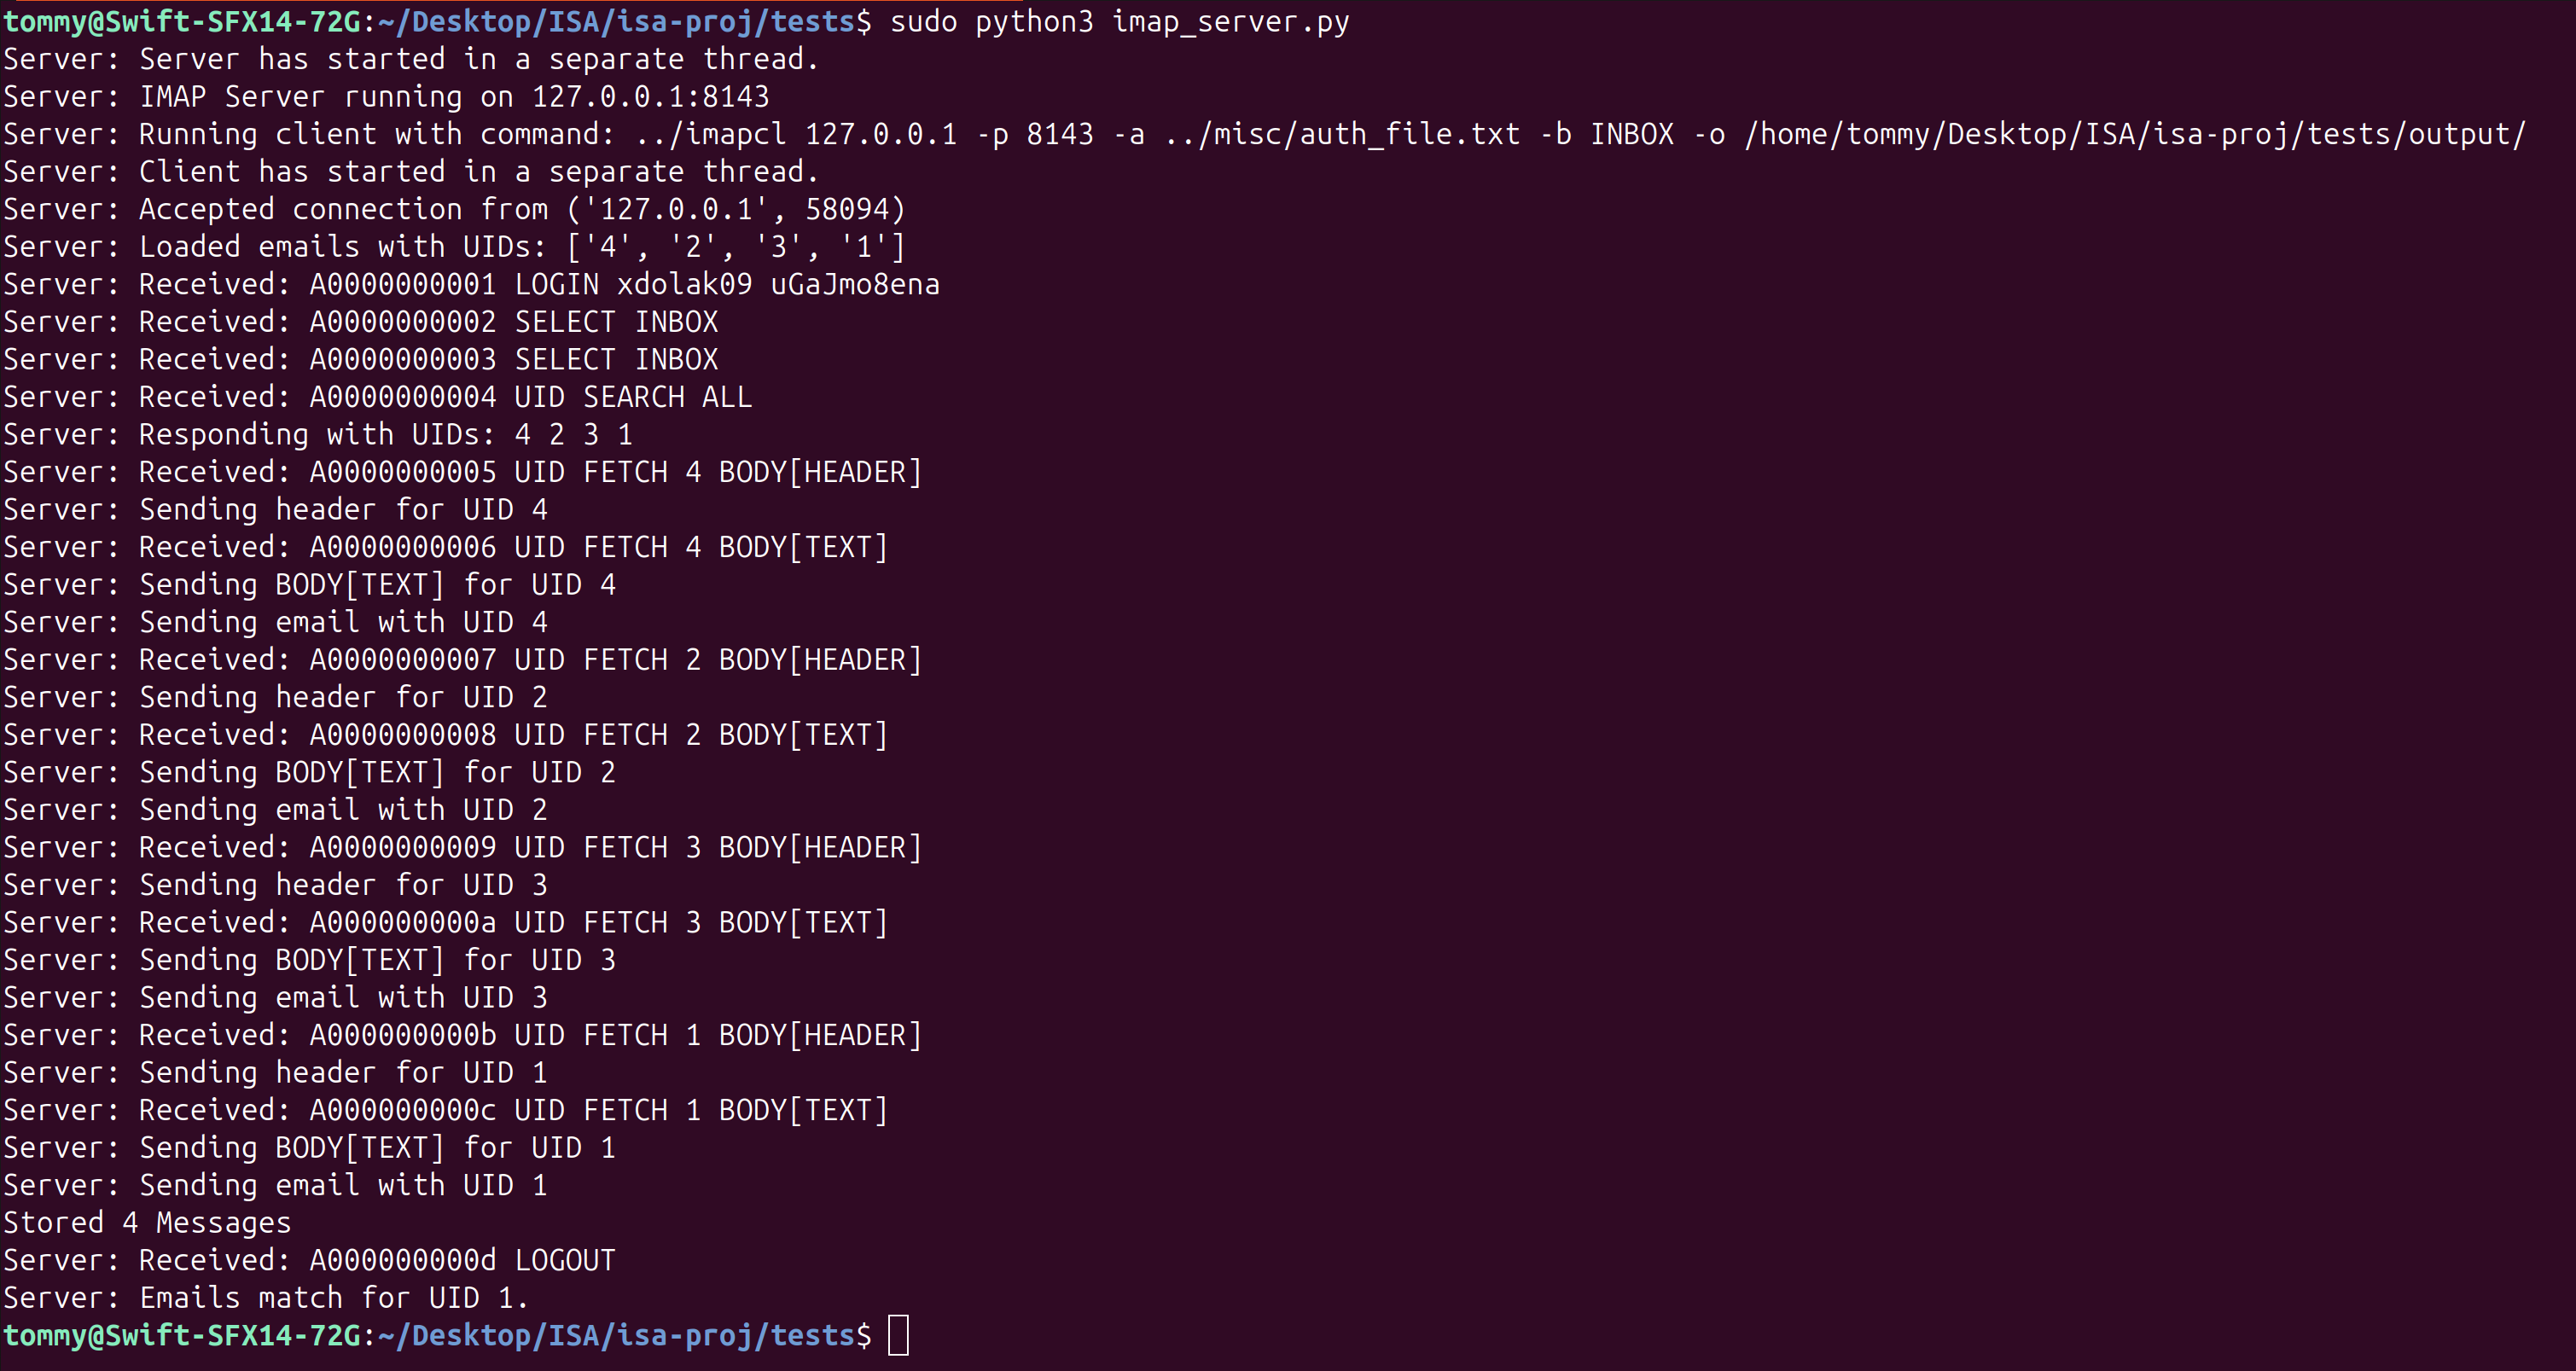 tommy@Swift-SFX14-72G:~/Desktop/ISA/isa-proj/tests$ sudo python3 imap_server.py
Server: Server has started in a separate thread.
Server: IMAP Server running on 127.0.0.1:8143
Server: Running client with command: ../imapcl 127.0.0.1 -p 8143 -a ../misc/auth_file.txt -b INBOX -o /home/tommy/Desktop/ISA/isa-proj/tests/output/
Server: Client has started in a separate thread.
Server: Accepted connection from ('127.0.0.1', 58094)
Server: Loaded emails with UIDs: ['4', '2', '3', '1']
Server: Received: A0000000001 LOGIN xdolak09 uGaJmo8ena
Server: Received: A0000000002 SELECT INBOX
Server: Received: A0000000003 SELECT INBOX
Server: Received: A0000000004 UID SEARCH ALL
Server: Responding with UIDs: 4 2 3 1
Server: Received: A0000000005 UID FETCH 4 BODY[HEADER]
Server: Sending header for UID 4
Server: Received: A0000000006 UID FETCH 4 BODY[TEXT]
Server: Sending BODY[TEXT] for UID 4
Server: Sending email with UID 4
Server: Received: A0000000007 UID FETCH 2 BODY[HEADER]
Server: Sending header for UID 2
Server: Received: A0000000008 UID FETCH 2 BODY[TEXT]
Server: Sending BODY[TEXT] for UID 2
Server: Sending email with UID 2
Server: Received: A0000000009 UID FETCH 3 BODY[HEADER]
Server: Sending header for UID 3
Server: Received: A000000000a UID FETCH 3 BODY[TEXT]
Server: Sending BODY[TEXT] for UID 3
Server: Sending email with UID 3
Server: Received: A000000000b UID FETCH 1 BODY[HEADER]
Server: Sending header for UID 1
Server: Received: A000000000c UID FETCH 1 BODY[TEXT]
Server: Sending BODY[TEXT] for UID 1
Server: Sending email with UID 1
Stored 4 Messages
Server: Received: A000000000d LOGOUT
Server: Emails match for UID 1.
tommy@Swift-SFX14-72G:~/Desktop/ISA/isa-proj/tests$